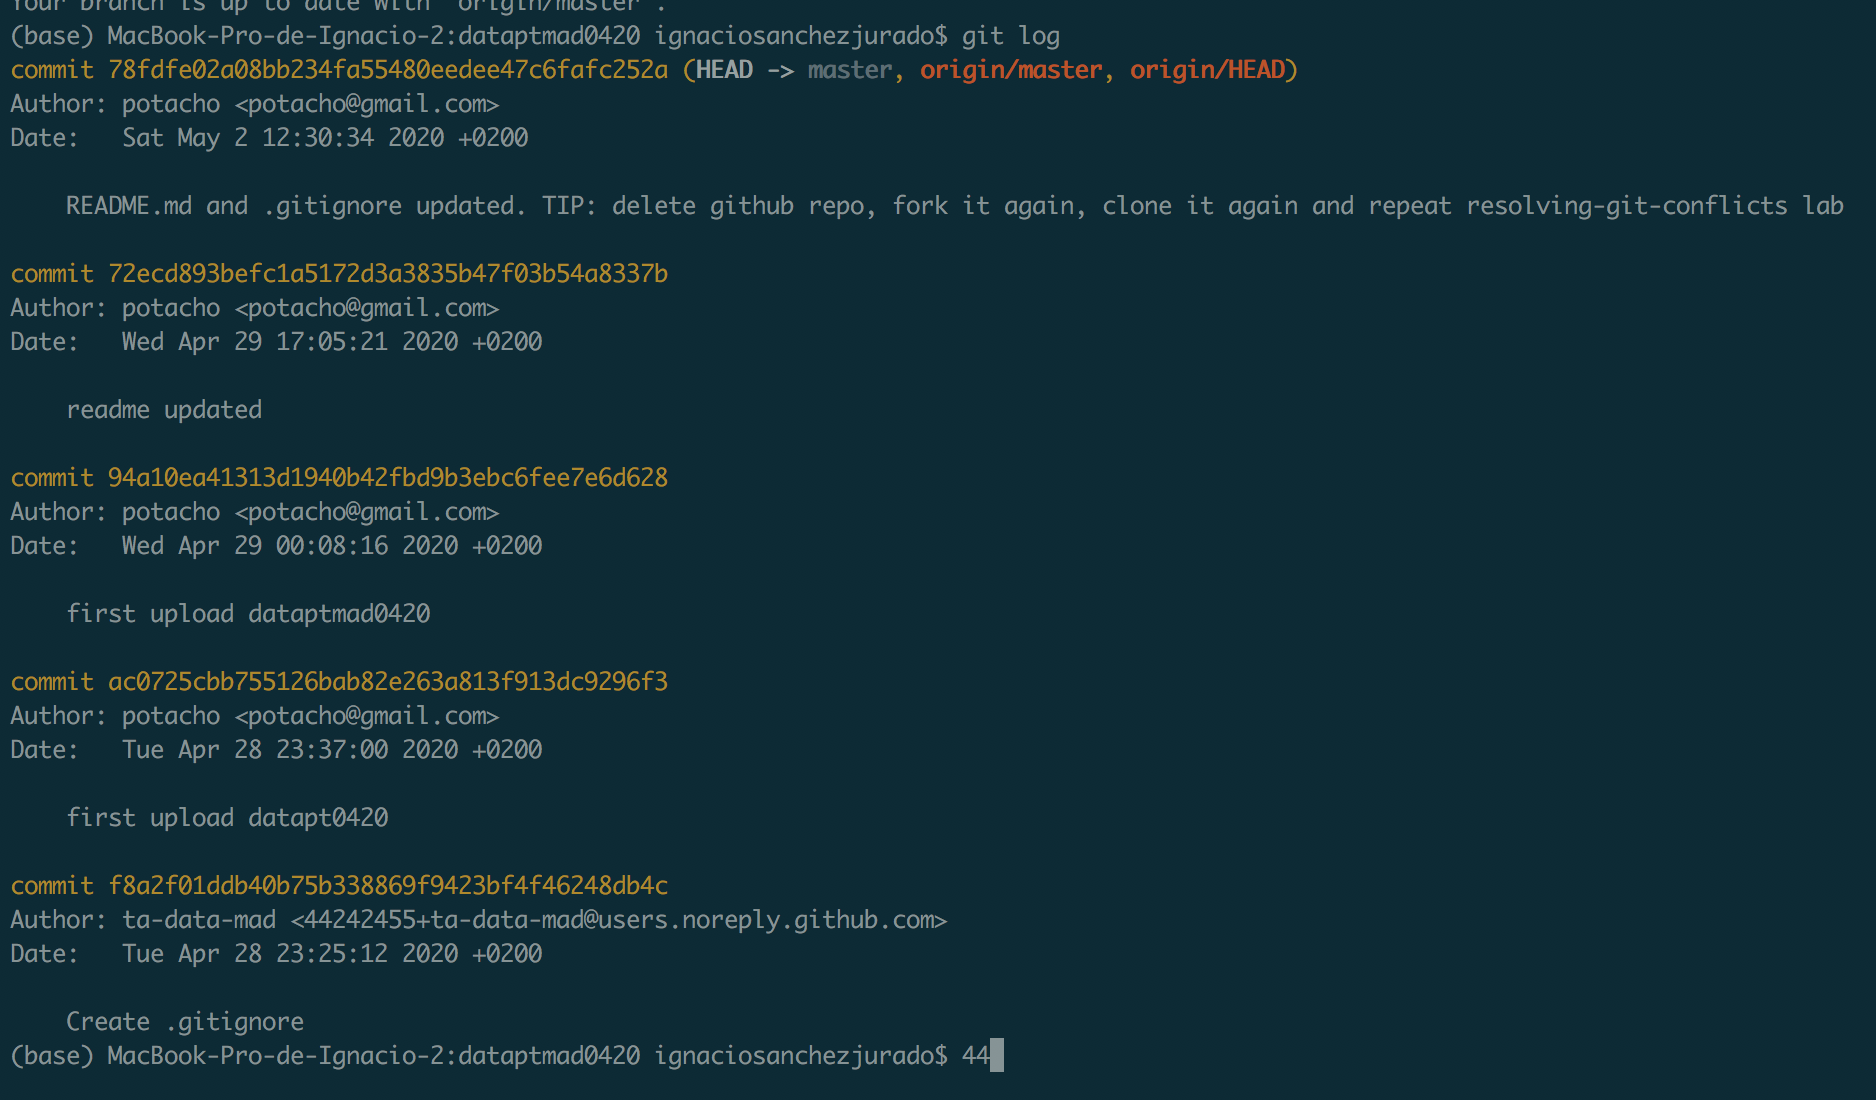 Your branch is up to date with 'origin/master'.
(base) MacBook-Pro-de-Ignacio-2:dataptmad0420 ignaciosanchezjurado$ git log
commit 78fdfe02a08bb234fa55480eedee47c6fafc252a (HEAD -> master, origin/master, origin/HEAD)
Author: potacho <potacho@gmail.com>
Date:   Sat May 2 12:30:34 2020 +0200

    README.md and .gitignore updated. TIP: delete github repo, fork it again, clone it again and repeat resolving-git-conflicts lab

commit 72ecd893befc1a5172d3a3835b47f03b54a8337b
Author: potacho <potacho@gmail.com>
Date:   Wed Apr 29 17:05:21 2020 +0200

    readme updated

commit 94a10ea41313d1940b42fbd9b3ebc6fee7e6d628
Author: potacho <potacho@gmail.com>
Date:   Wed Apr 29 00:08:16 2020 +0200

    first upload dataptmad0420

commit ac0725cbb755126bab82e263a813f913dc9296f3
Author: potacho <potacho@gmail.com>
Date:   Tue Apr 28 23:37:00 2020 +0200

    first upload datapt0420

commit f8a2f01ddb40b75b338869f9423bf4f46248db4c
Author: ta-data-mad <44242455+ta-data-mad@users.noreply.github.com>
Date:   Tue Apr 28 23:25:12 2020 +0200

    Create .gitignore
(base) MacBook-Pro-de-Ignacio-2:dataptmad0420 ignaciosanchezjurado$ 44